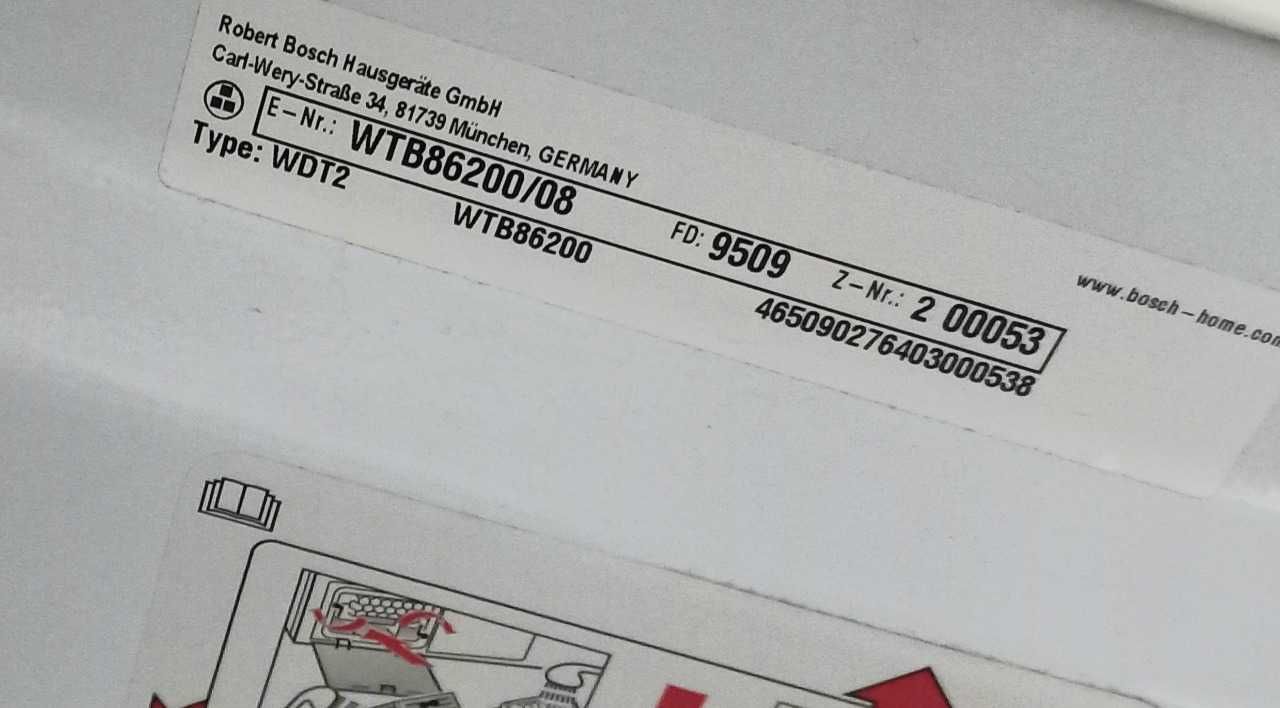 Robert Bosch Hausgeräte GmbH
Carl-Wery-Straße 34, 81739 München, GERMANY
E-Nr.: WTB86200/08 FD: 9509 Z-Nr.: 2 00053
Type: WDT2 WTB86200 465090276403000538
www.bosch-home.com